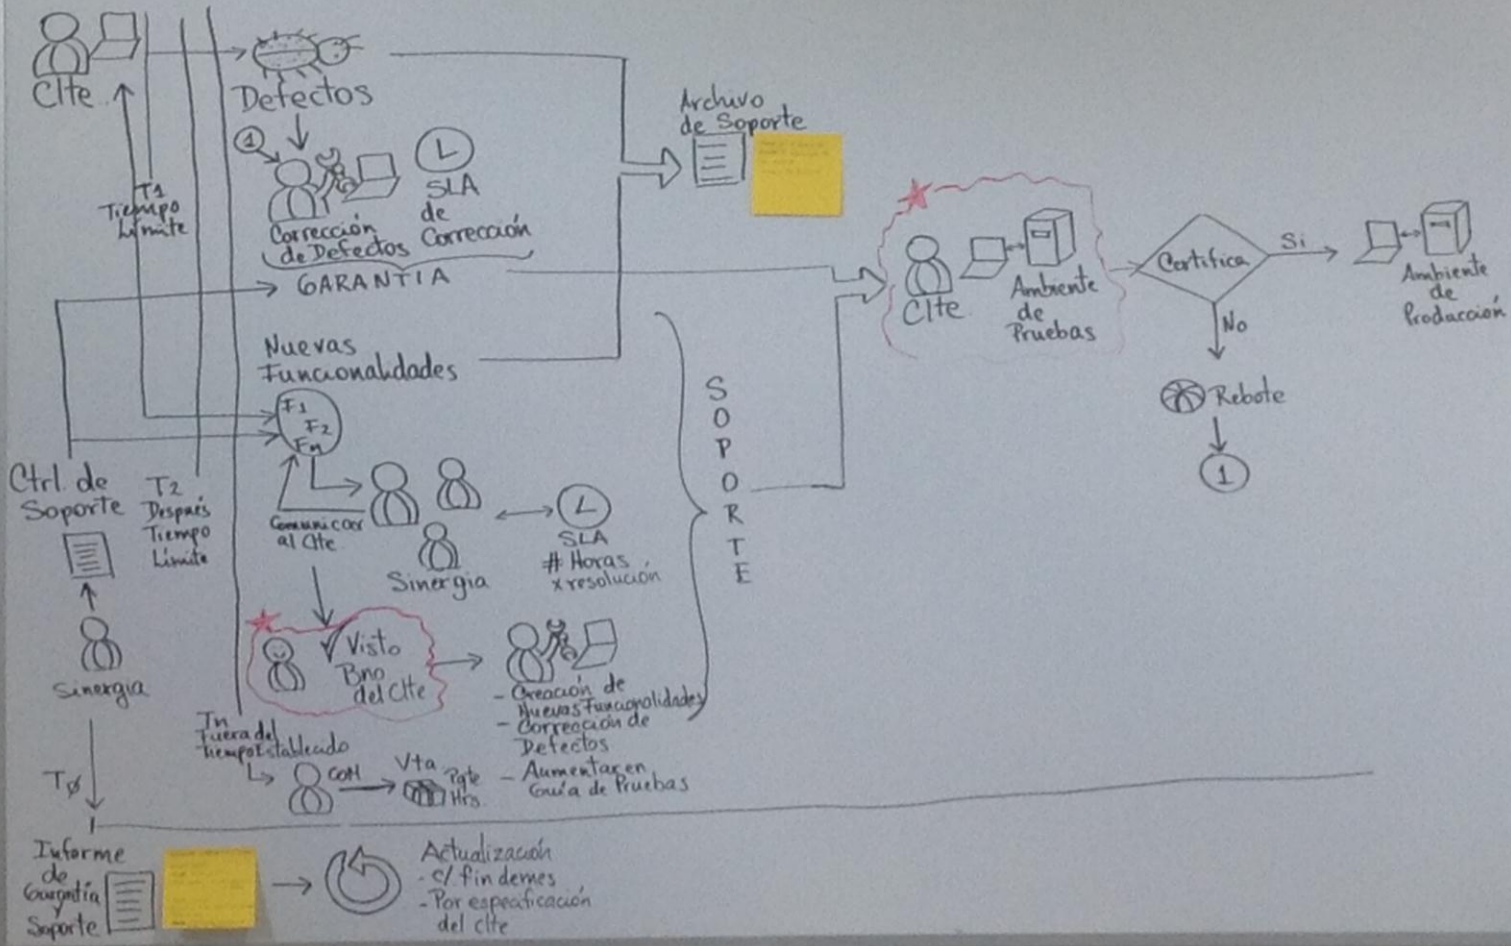 Clte
Defectos
1
Corrección
de Defectos
SLA
de
Corrección
GARANTIA
T1
Tiempo
Límite
Archivo
de Soporte
Nuevas
Funcionalidades
F1
F2
Fn
Ctrl. de
Soporte
Sinergia
T2
Después
Tiempo
Límite
Comunicar
al Clte
Sinergia
SLA
# Horas
x resolución
Visto
Bno
del Clte
- Creación de
Nuevas Funcionalidades
- Corrección de
Defectos
- Aumentar en
Guía de Pruebas
S
O
P
O
R
T
E
Clte
Ambiente
de
Pruebas
Certifica
Si
Ambiente
de
Producción
No
Rebote
1
Tn
Fuera del
Tiempo Establecido
COM
Vta
Pqte
Hrs
TØ
Informe
de
Garantía
y
Soporte
Actualización
- c/. fin de mes
- Por especificación
del clte